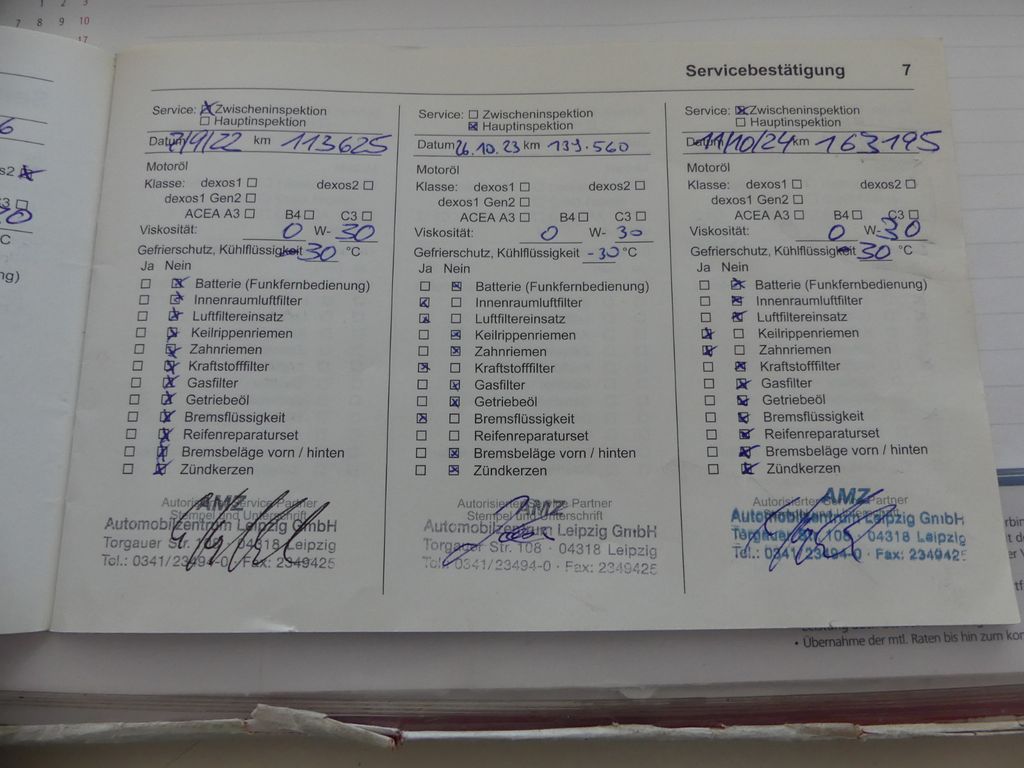 1 2 3
7 8 9 10
17
Servicebestätigung 7
Service: Zwischeninspektion
Hauptinspektion
Datum 7/9/22 km 113625
Motoröl
Klasse: dexos1 dexos2
dexos1 Gen2
ACEA A3 B4 C3
Viskosität: 0 W- 30
Gefrierschutz, Kühlflüssigkeit -30 °C
Ja Nein
Batterie (Funkfernbedienung)
Innenraumluftfilter
Luftfiltereinsatz
Keilrippenriemen
Zahnriemen
Kraftstofffilter
Gasfilter
Getriebeöl
Bremsflüssigkeit
Reifenreparaturset
Bremsbeläge vorn / hinten
Zündkerzen
Autorisierter Service Partner
Stempel und Unterschrift
AMZ
Automobilzentrum Leipzig GmbH
Torgauer Str. 108 · 04318 Leipzig
Tel.: 0341/23494-0 · Fax: 2349425
Service: Zwischeninspektion
Hauptinspektion
Datum 26.10.23 km 139.560
Motoröl
Klasse: dexos1 dexos2
dexos1 Gen2
ACEA A3 B4 C3
Viskosität: 0 W- 30
Gefrierschutz, Kühlflüssigkeit -30 °C
Ja Nein
Batterie (Funkfernbedienung)
Innenraumluftfilter
Luftfiltereinsatz
Keilrippenriemen
Zahnriemen
Kraftstofffilter
Gasfilter
Getriebeöl
Bremsflüssigkeit
Reifenreparaturset
Bremsbeläge vorn / hinten
Zündkerzen
Autorisierter Service Partner
Stempel und Unterschrift
AMZ
Automobilzentrum Leipzig GmbH
Torgauer Str. 108 · 04318 Leipzig
Tel.: 0341/23494-0 · Fax: 2349425
Service: Zwischeninspektion
Hauptinspektion
Datum 11/10/24 km 163195
Motoröl
Klasse: dexos1 dexos2
dexos1 Gen2
ACEA A3 B4 C3
Viskosität: 0 W- 30
Gefrierschutz, Kühlflüssigkeit -30 °C
Ja Nein
Batterie (Funkfernbedienung)
Innenraumluftfilter
Luftfiltereinsatz
Keilrippenriemen
Zahnriemen
Kraftstofffilter
Gasfilter
Getriebeöl
Bremsflüssigkeit
Reifenreparaturset
Bremsbeläge vorn / hinten
Zündkerzen
Autorisierter Service Partner
Stempel und Unterschrift
AMZ
Automobilzentrum Leipzig GmbH
Torgauer Str. 108 · 04318 Leipzig
Tel.: 0341/23494-0 · Fax: 2349425
• Übernahme der mtl. Raten bis hin zum